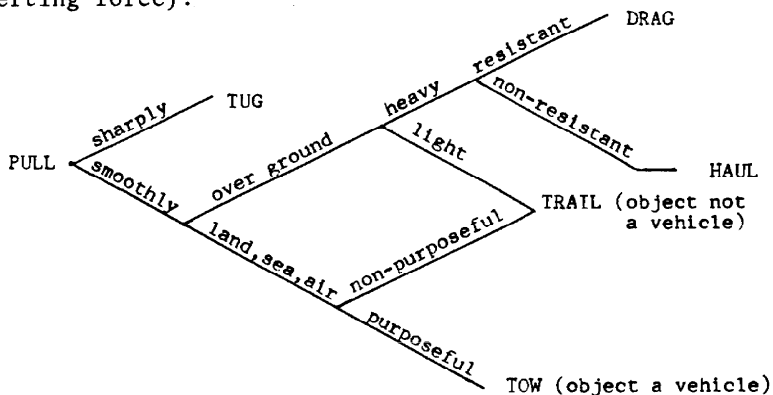 erting force).
DRAG
resistant
heavy
non-resistant
sharply
TUG
over ground
light
PULL
smoothly
HAUL
TRAIL (object not
a vehicle)
land,sea,air
non-purposeful
purposeful
TOW (object a vehicle)